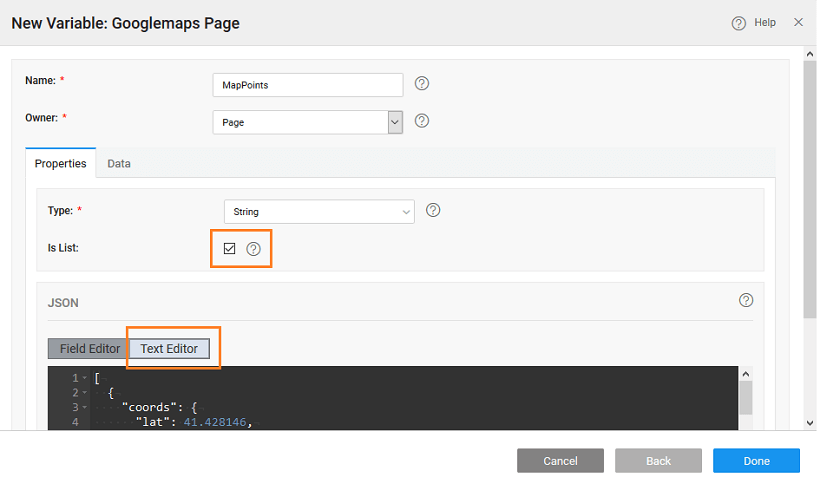 New Variable: Googlemaps Page
Help
Name: *
MapPoints
Owner: *
Page
Properties
Data
Type: *
String
Is List:
JSON
Field Editor
Text Editor
1 [
2 {
3 "coords": {
4 "lat": 41.428146,
Cancel
Back
Done